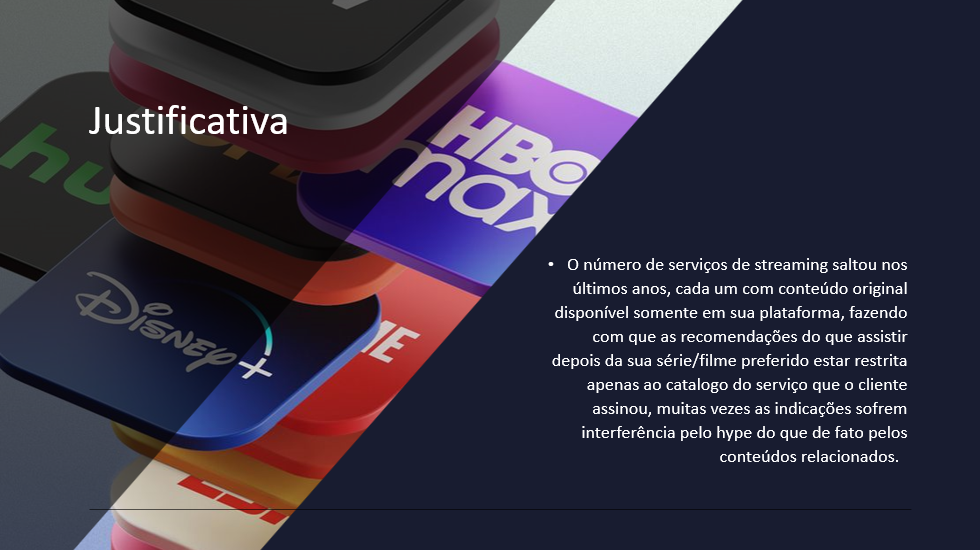 Justificativa
hu
HBO
max
Disney+
• O número de serviços de streaming saltou nos
últimos anos, cada um com conteúdo original
disponível somente em sua plataforma, fazendo
com que as recomendações do que assistir
depois da sua série/filme preferido estar restrita
apenas ao catalogo do serviço que o cliente
assinou, muitas vezes as indicações sofrem
interferência pelo hype do que de fato pelos
conteúdos relacionados.